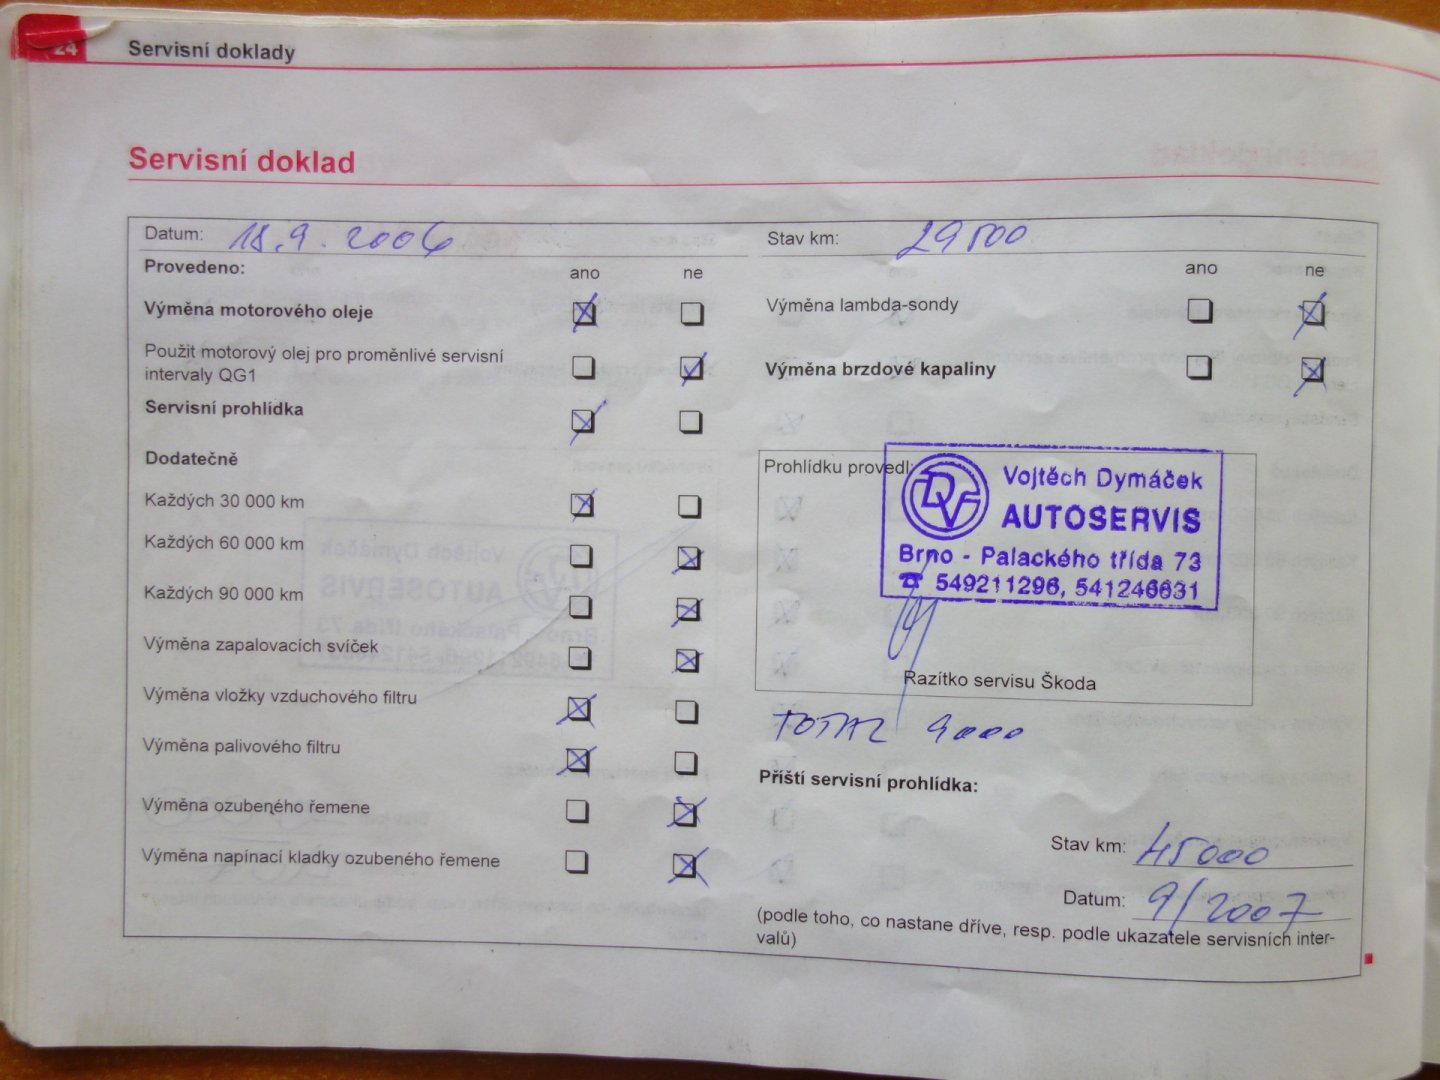 24 Servisní doklady
Servisní doklad
Datum: 18.9.2006
Provedeno: ano ne
Výměna motorového oleje
Použit motorový olej pro proměnlivé servisní
intervaly QG1
Servisní prohlídka
Dodatečně
Každých 30 000 km
Každých 60 000 km
Každých 90 000 km
Výměna zapalovacích svíček
Výměna vložky vzduchového filtru
Výměna palivového filtru
Výměna ozubeného řemene
Výměna napínací kladky ozubeného řemene
Stav km: 29500
ano ne
Výměna lambda-sondy
Výměna brzdové kapaliny
Prohlídku provedl:
DV
Vojtěch Dymáček
AUTOSERVIS
Brno - Palackého třída 73
☎ 549211296, 541246631
Razítko servisu Škoda
TOTAL 9000
Příští servisní prohlídka:
Stav km: 45000
Datum: 9/2007
(podle toho, co nastane dříve, resp. podle ukazatele servisních inter-
valů)